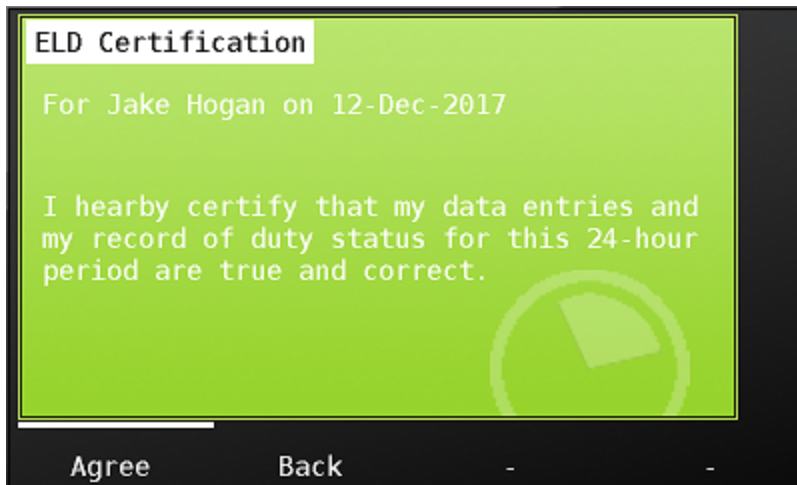 ELD Certification
For Jake Hogan on 12-Dec-2017
I hearby certify that my data entries and
my record of duty status for this 24-hour
period are true and correct.
Agree Back - -